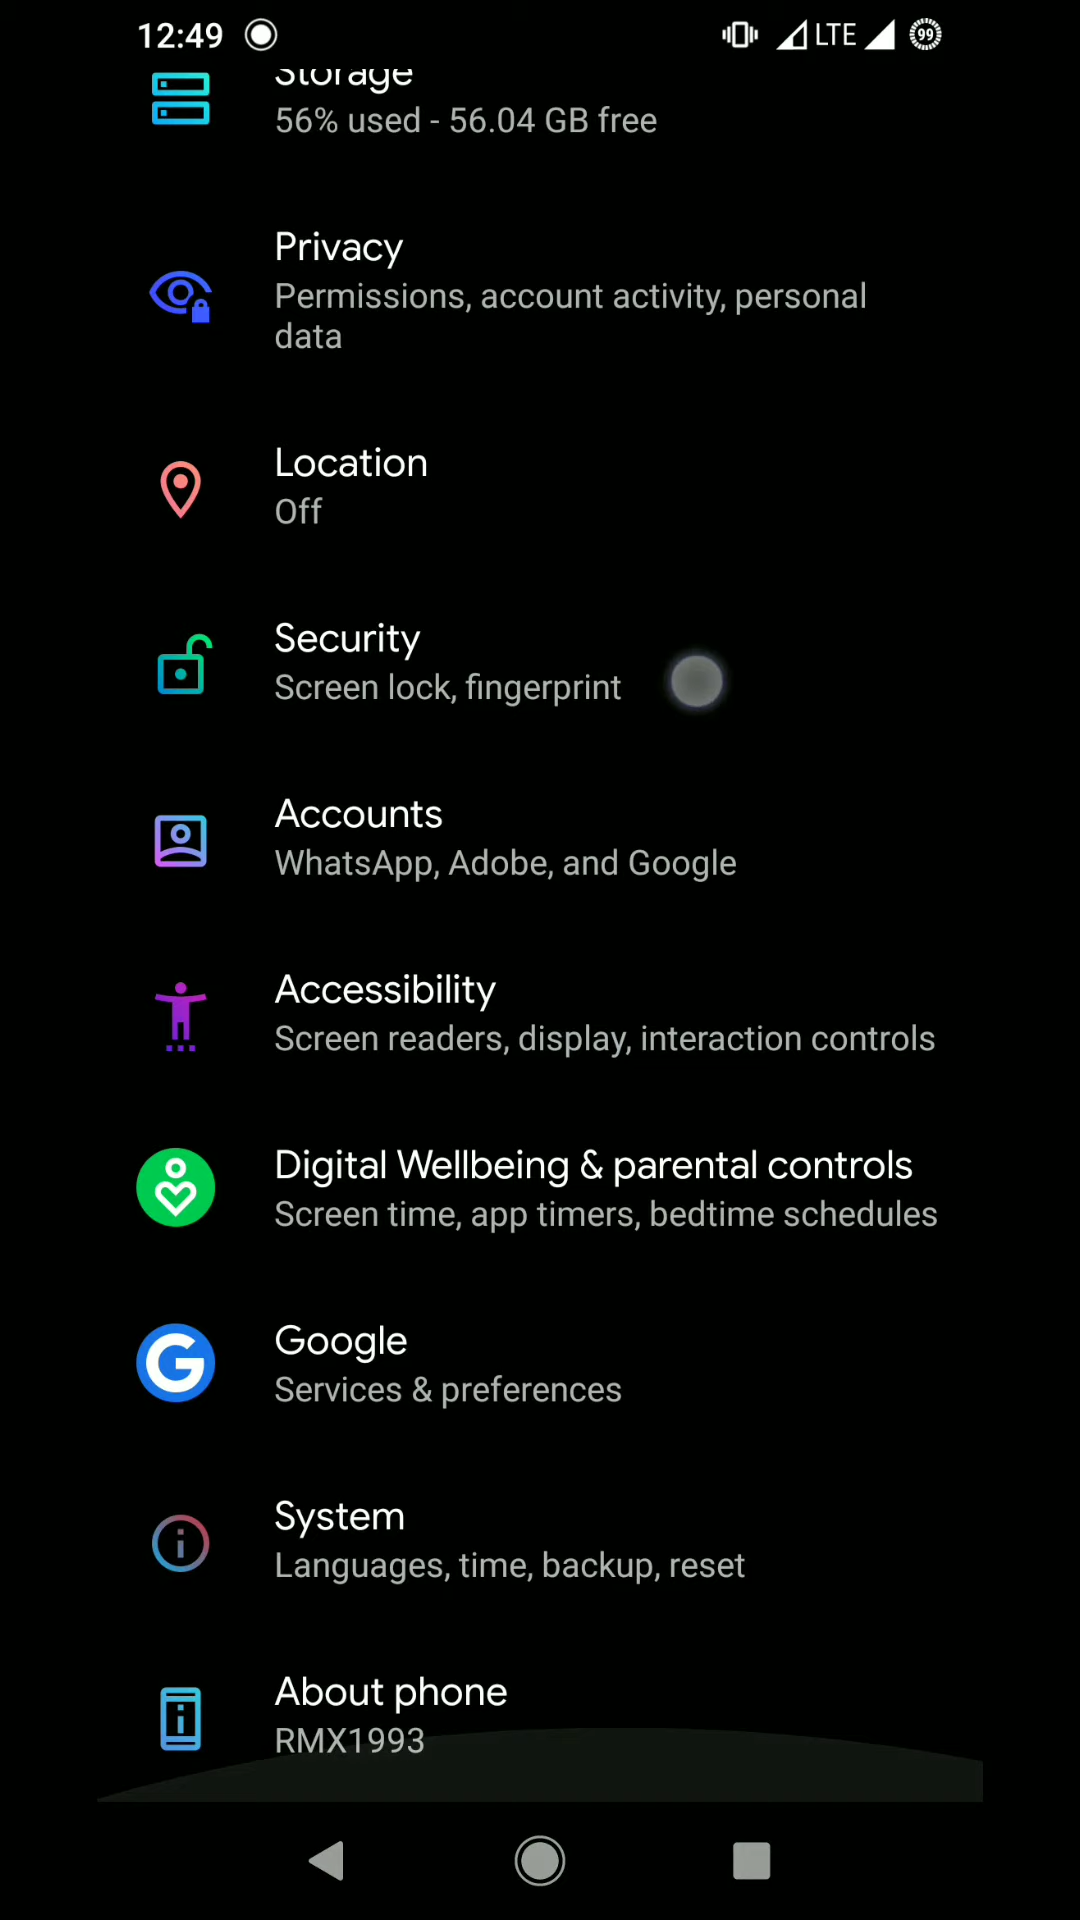 12:49
LTE
99
Storage
56% used - 56.04 GB free
Privacy
Permissions, account activity, personal
data
Location
Off
Security
Screen lock, fingerprint
Accounts
WhatsApp, Adobe, and Google
Accessibility
Screen readers, display, interaction controls
Digital Wellbeing & parental controls
Screen time, app timers, bedtime schedules
Google
Services & preferences
System
Languages, time, backup, reset
About phone
RMX1993